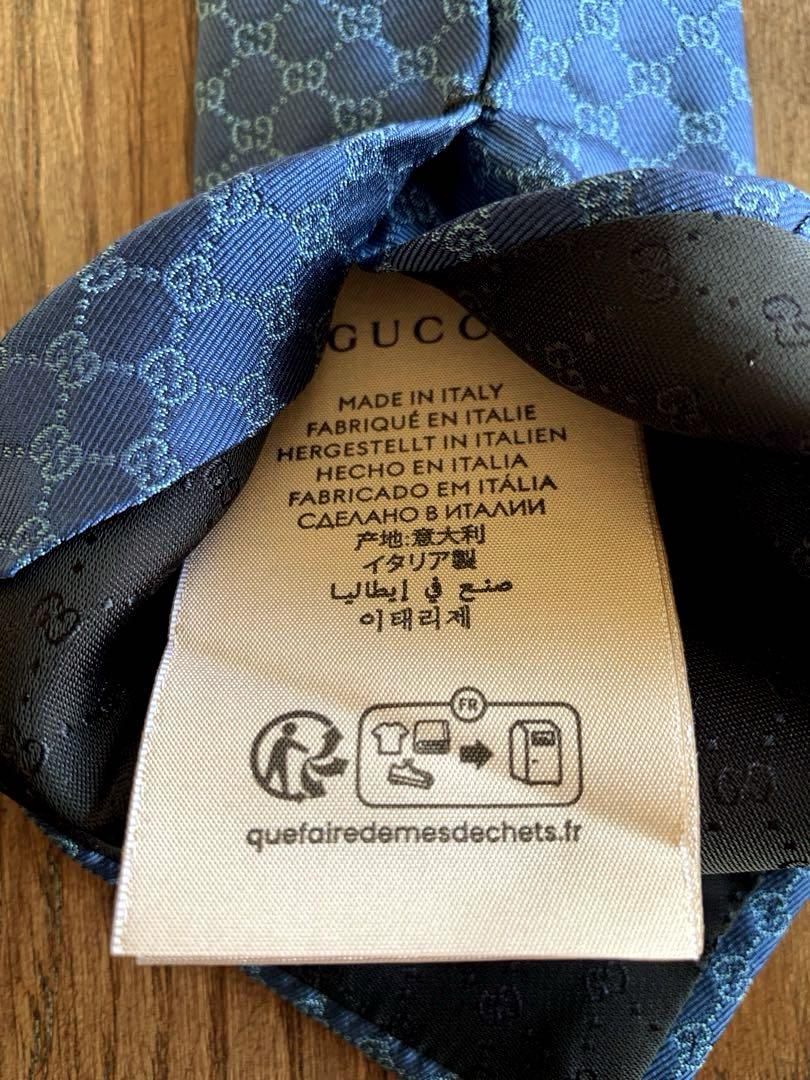 GUCC
MADE IN ITALY
FABRIQUÉ EN ITALIE
HERGESTELLT IN ITALIEN
HECHO EN ITALIA
FABRICADO EM ITÁLIA
СДЕЛАНО В ИТАЛИИ
产地:意大利
イタリア製
صنع في إيطاليا
이태리제
FR
quefairedemesdechets.fr